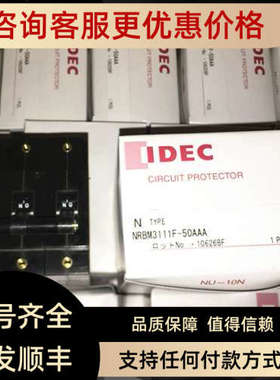 咨询客服更优惠价格
IDEC
CIRCUIT PROTECTOR
N TYPE
NRBM3111F-50AAA
ロットNo. 10626BF
1 P
NU-10N
号齐全
发顺丰
品质保障 值得信赖
支持任何付款方式